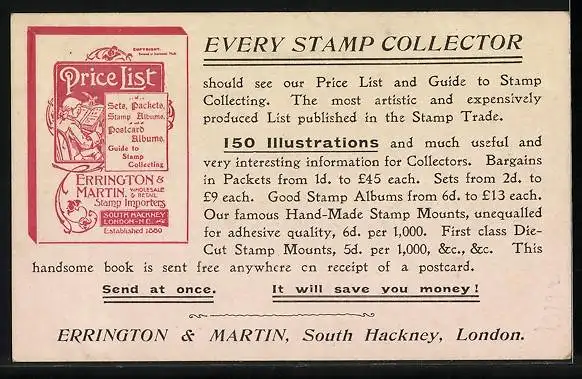 COPYRIGHT.
Price List
of
Sets, Packets,
Stamp Albums,
and
Postcard
Albums.
Guide to
Stamp
Collecting
ERRINGTON &
MARTIN, WHOLESALE
& RETAIL
Stamp Importers,
SOUTH HACKNEY
LONDON·N.E.
Established 1880
EVERY STAMP COLLECTOR
should see our Price List and Guide to Stamp
Collecting. The most artistic and expensively
produced List published in the Stamp Trade.
150 Illustrations and much useful and
very interesting information for Collectors. Bargains
in Packets from 1d. to £45 each. Sets from 2d. to
£9 each. Good Stamp Albums from 6d. to £13 each.
Our famous Hand-Made Stamp Mounts, unequalled
for adhesive quality, 6d. per 1,000. First class Die-
Cut Stamp Mounts, 5d. per 1,000, &c., &c. This
handsome book is sent free anywhere on receipt of a postcard.
Send at once. It will save you money!
ERRINGTON & MARTIN, South Hackney, London.